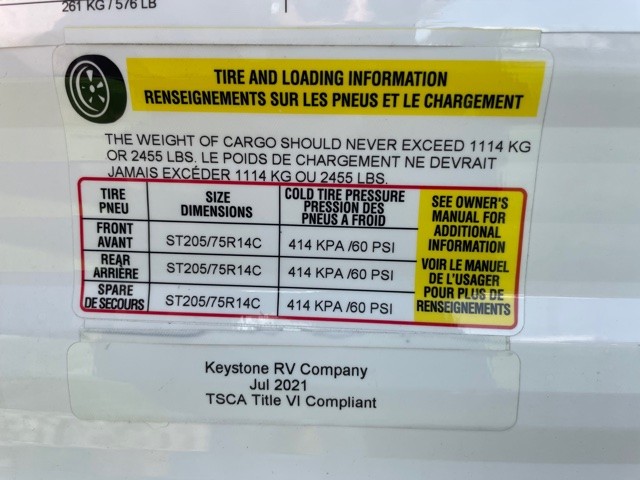 261 KG / 576 LB
TIRE AND LOADING INFORMATION
RENSEIGNEMENTS SUR LES PNEUS ET LE CHARGEMENT
THE WEIGHT OF CARGO SHOULD NEVER EXCEED 1114 KG
OR 2455 LBS. LE POIDS DE CHARGEMENT NE DEVRAIT
JAMAIS EXCÉDER 1114 KG OU 2455 LBS.
TIRE
PNEU
SIZE
DIMENSIONS
COLD TIRE PRESSURE
PRESSION DES
PNEUS A FROID
FRONT
AVANT
ST205/75R14C
414 KPA /60 PSI
REAR
ARRIÈRE
ST205/75R14C
414 KPA /60 PSI
SPARE
DE SECOURS
ST205/75R14C
414 KPA /60 PSI
SEE OWNER'S
MANUAL FOR
ADDITIONAL
INFORMATION
VOIR LE MANUEL
DE L'USAGER
POUR PLUS DE
RENSEIGNEMENTS
Keystone RV Company
Jul 2021
TSCA Title VI Compliant